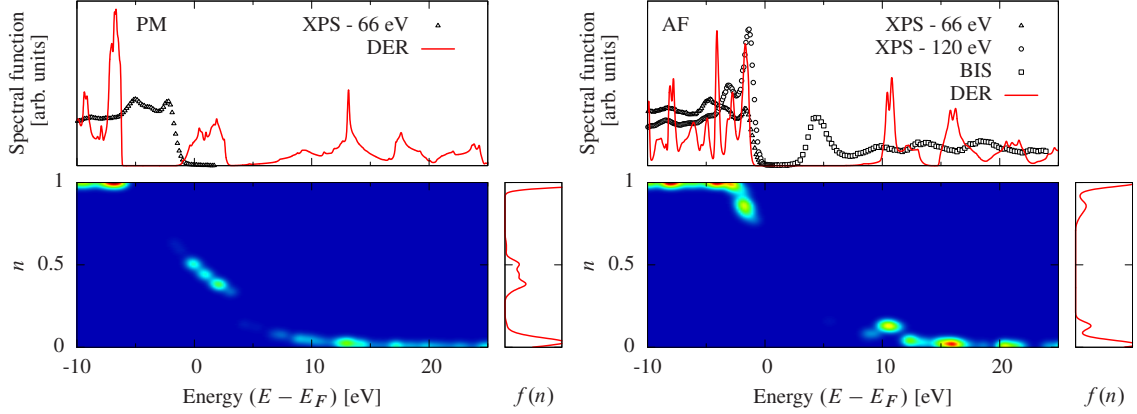 Spectral function
[arb. units]
PM
XPS - 66 eV
DER
1
0.5
0
n
-10
0
10
20
Energy (E − E_F) [eV]
f(n)
Spectral function
[arb. units]
AF
XPS - 66 eV
XPS - 120 eV
BIS
DER
1
0.5
0
n
-10
0
10
20
Energy (E − E_F) [eV]
f(n)